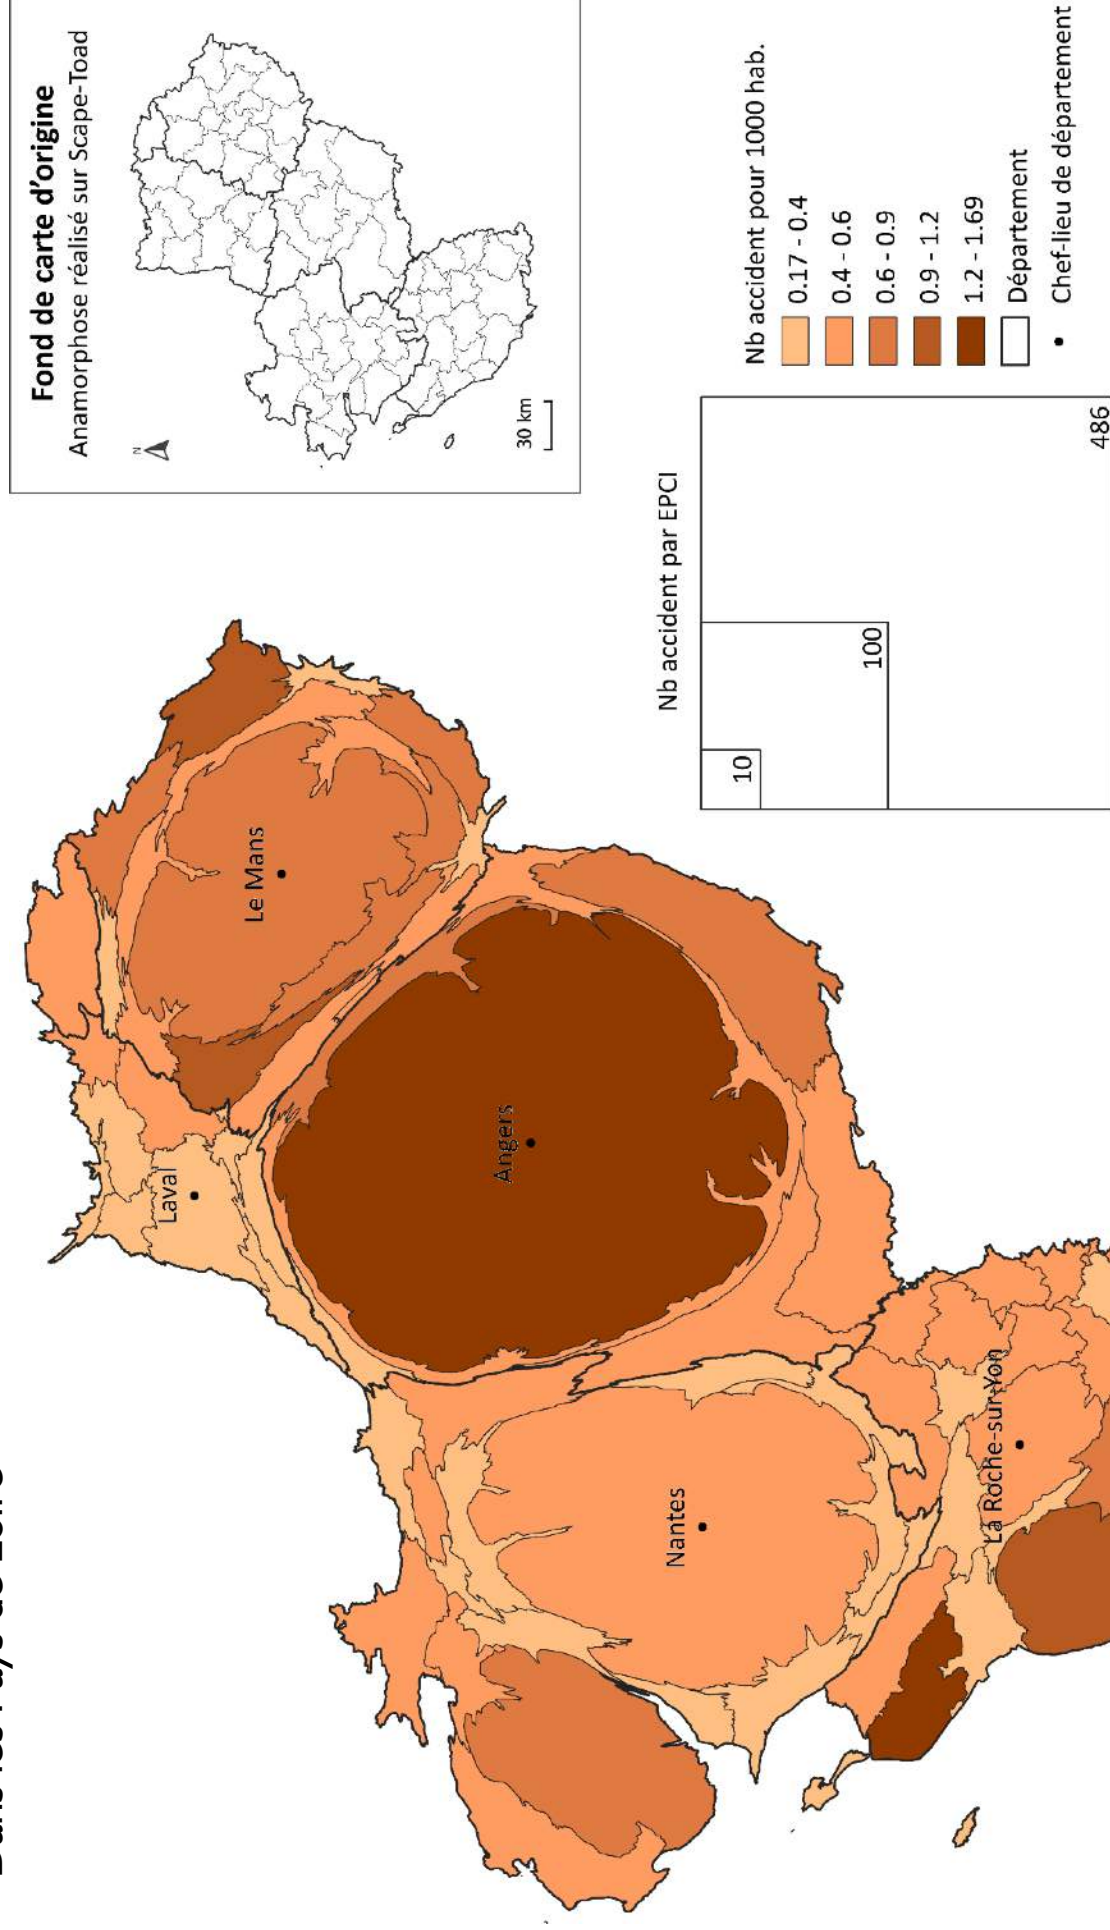 Fond de carte d'origine
Anamorphose réalisé sur Scape-Toad
N
30 km
Le Mans
Laval
Angers
Nantes
La Roche-sur-Yon
Nb accident par EPCI
10
100
486
Nb accident pour 1000 hab.
0.17 - 0.4
0.4 - 0.6
0.6 - 0.9
0.9 - 1.2
1.2 - 1.69
Département
Chef-lieu de département